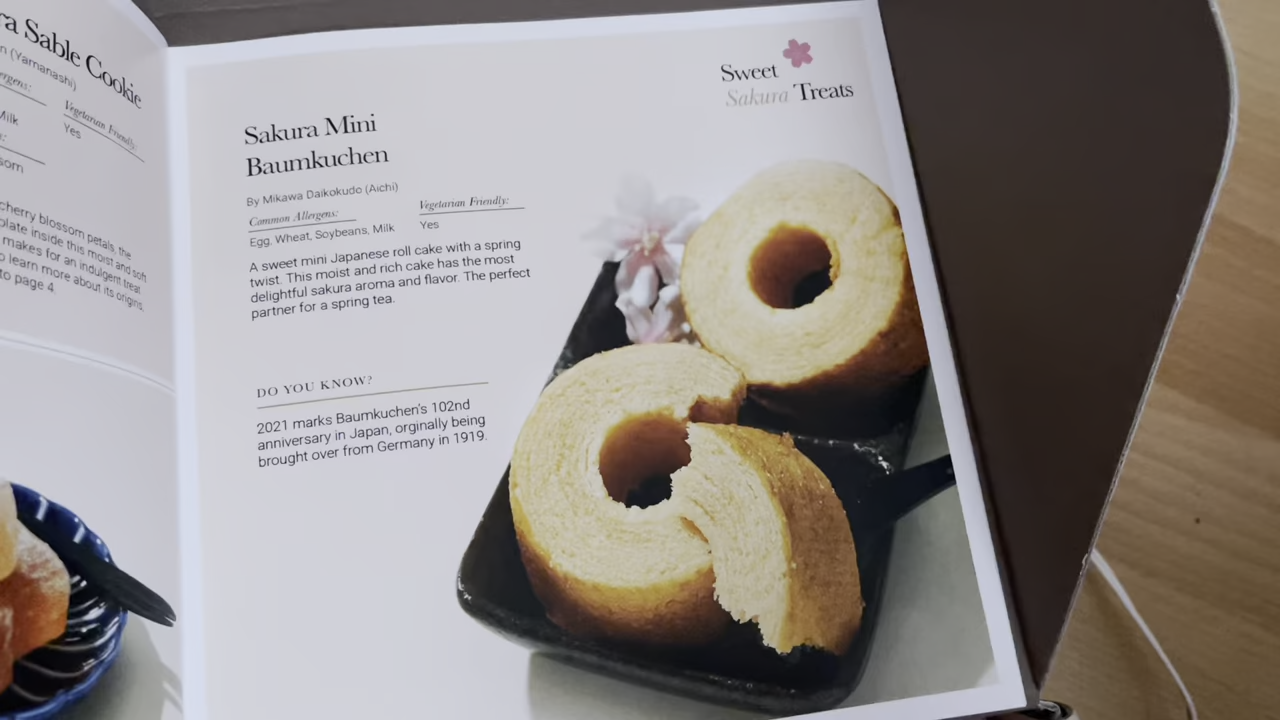 ra Sable Cookie
(Yamanashi)
Vegetarian Friendly:
Milk
Yes
cherry blossom petals, the
inside this moist and soft
makes for an indulgent treat.
to learn more about its origins,
to page 4
Sweet
Sakura Treats
Sakura Mini
Baumkuchen
By Mikawa Daikokudo (Aichi)
Common Allergens:
Vegetarian Friendly:
Egg, Wheat, Soybeans, Milk
Yes
A sweet mini Japanese roll cake with a spring
twist. This moist and rich cake has the most
delightful sakura aroma and flavor. The perfect
partner for a spring tea.
DO YOU KNOW?
2021 marks Baumkuchen's 102nd
anniversary in Japan, orginally being
brought over from Germany in 1919.